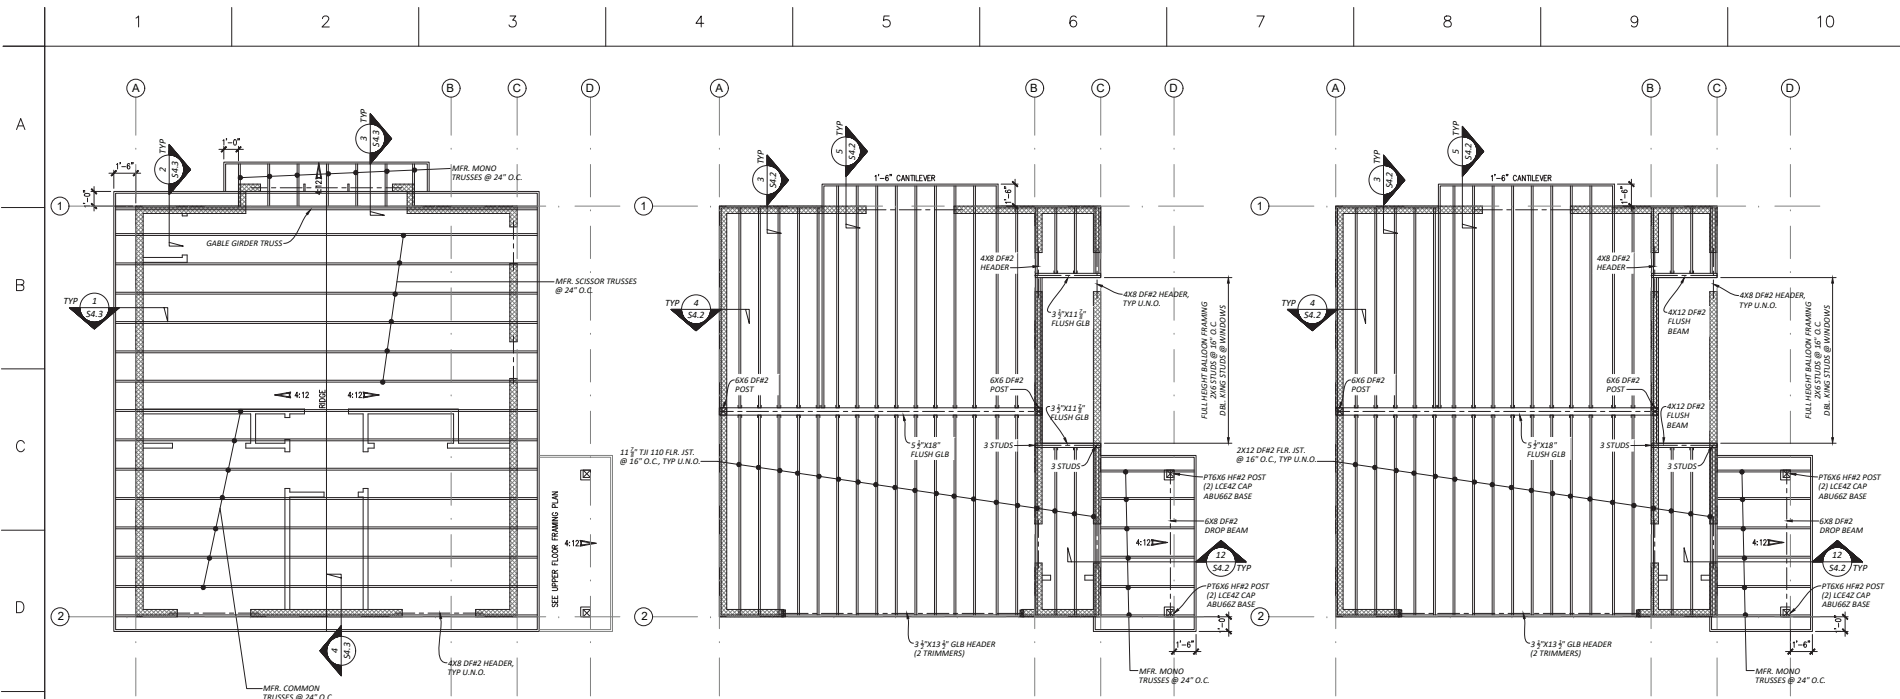 1 2 3 4 5 6 7 8 9 10
A
B
C
D
A B C D
1
2
TYP
2
S4.3
TYP
3
S4.3
1'-0"
1'-6"
1'-0"
4:12
MFR. MONO
TRUSSES @ 24" O.C.
GABLE GIRDER TRUSS
MFR. SCISSOR TRUSSES
@ 24" O.C.
TYP
1
S4.3
4:12
RIDGE
4:12
SEE UPPER FLOOR FRAMING PLAN
4:12
4
S4.3
4X8 DF#2 HEADER,
TYP U.N.O.
MFR. COMMON
TRUSSES @ 24" O.C.
A B C D
1
2
TYP
3
S4.2
TYP
5
S4.2
1'-6" CANTILEVER
1'-6"
4X8 DF#2
HEADER
4X8 DF#2 HEADER,
TYP U.N.O.
3 1/2"X11 7/8"
FLUSH GLB
TYP
4
S4.2
FULL HEIGHT BALLOON FRAMING
2X6 STUDS @ 16" O.C.
DBL. KING STUDS @ WINDOWS
6X6 DF#2
POST
6X6 DF#2
POST
3 1/2"X11 7/8"
FLUSH GLB
5 1/2"X18"
FLUSH GLB
3 STUDS
3 STUDS
11 7/8" TJI 110 FLR. JST.
@ 16" O.C., TYP U.N.O.
PT6X6 HF#2 POST
(2) LCE4Z CAP
ABU66Z BASE
6X8 DF#2
DROP BEAM
4:12
12
S4.2
TYP
PT6X6 HF#2 POST
(2) LCE4Z CAP
ABU66Z BASE
1'-0"
1'-6"
3 1/2"X13 1/2" GLB HEADER
(2 TRIMMERS)
MFR. MONO
TRUSSES @ 24" O.C.
A B C D
1
2
TYP
3
S4.2
TYP
5
S4.2
1'-6" CANTILEVER
1'-6"
4X8 DF#2
HEADER
4X8 DF#2 HEADER,
TYP U.N.O.
4X12 DF#2
FLUSH
BEAM
TYP
4
S4.2
FULL HEIGHT BALLOON FRAMING
2X6 STUDS @ 16" O.C.
DBL. KING STUDS @ WINDOWS
6X6 DF#2
POST
6X6 DF#2
POST
4X12 DF#2
FLUSH
BEAM
5 1/2"X18"
FLUSH GLB
3 STUDS
3 STUDS
2X12 DF#2 FLR. JST.
@ 16" O.C., TYP U.N.O.
PT6X6 HF#2 POST
(2) LCE4Z CAP
ABU66Z BASE
6X8 DF#2
DROP BEAM
4:12
12
S4.2
TYP
PT6X6 HF#2 POST
(2) LCE4Z CAP
ABU66Z BASE
1'-0"
1'-6"
3 1/2"X13 1/2" GLB HEADER
(2 TRIMMERS)
MFR. MONO
TRUSSES @ 24" O.C.